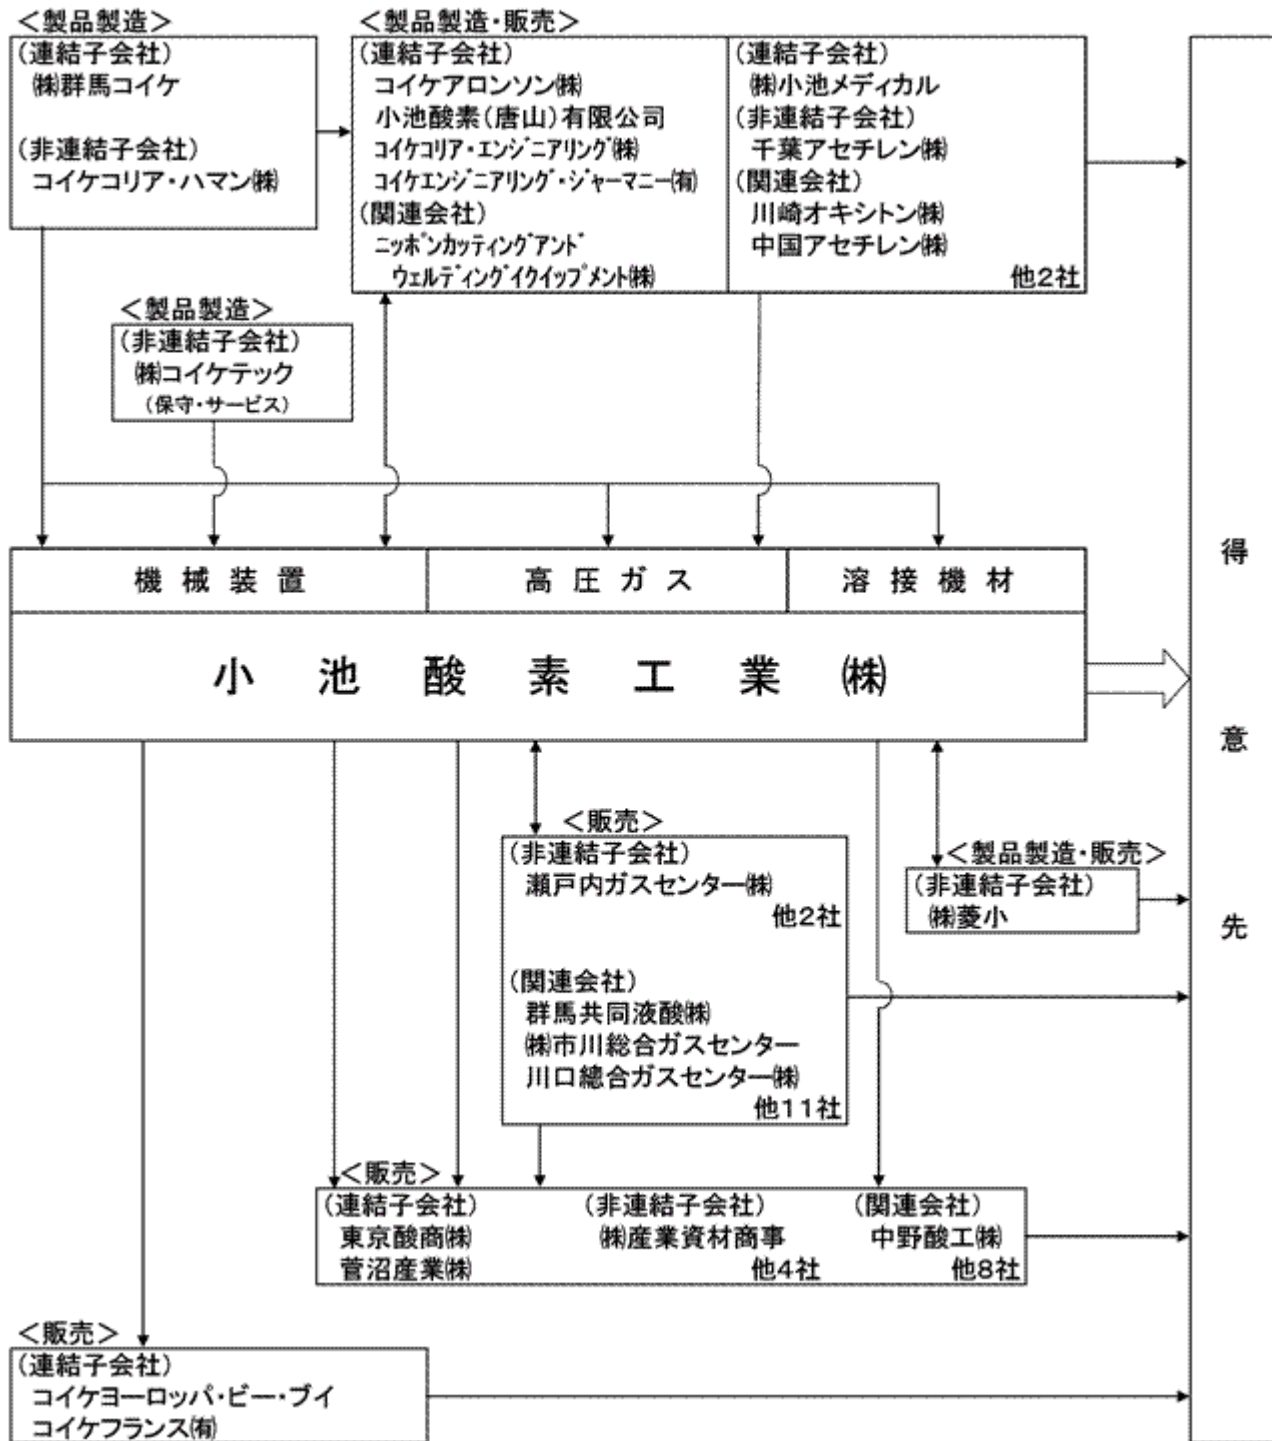 ＜製品製造＞
(連結子会社)
㈱群馬コイケ
(非連結子会社)
コイケコリア・ハマン㈱
＜製品製造・販売＞
(連結子会社)
コイケアロンソン㈱
小池酸素(唐山)有限公司
コイケコリア・エンジニアリング㈱
コイケエンジニアリング・ジャーマニー㈲
(関連会社)
ニッポンカッティングアンド
ウェルディングイクイップメント㈱
(連結子会社)
㈱小池メディカル
(非連結子会社)
千葉アセチレン㈱
(関連会社)
川崎オキシトン㈱
中国アセチレン㈱
他2社
＜製品製造＞
(非連結子会社)
㈱コイケテック
(保守・サービス)
機械装置
高圧ガス
溶接機材
小池酸素工業㈱
得意先
＜販売＞
(非連結子会社)
瀬戸内ガスセンター㈱
他2社
(関連会社)
群馬共同液酸㈱
㈱市川総合ガスセンター
川口總合ガスセンター㈱
他11社
＜製品製造・販売＞
(非連結子会社)
㈱菱小
＜販売＞
(連結子会社)
東京酸商㈱
菅沼産業㈱
(非連結子会社)
㈱産業資材商事
他4社
(関連会社)
中野酸工㈱
他8社
＜販売＞
(連結子会社)
コイケヨーロッパ・ビー・ブイ
コイケフランス㈲